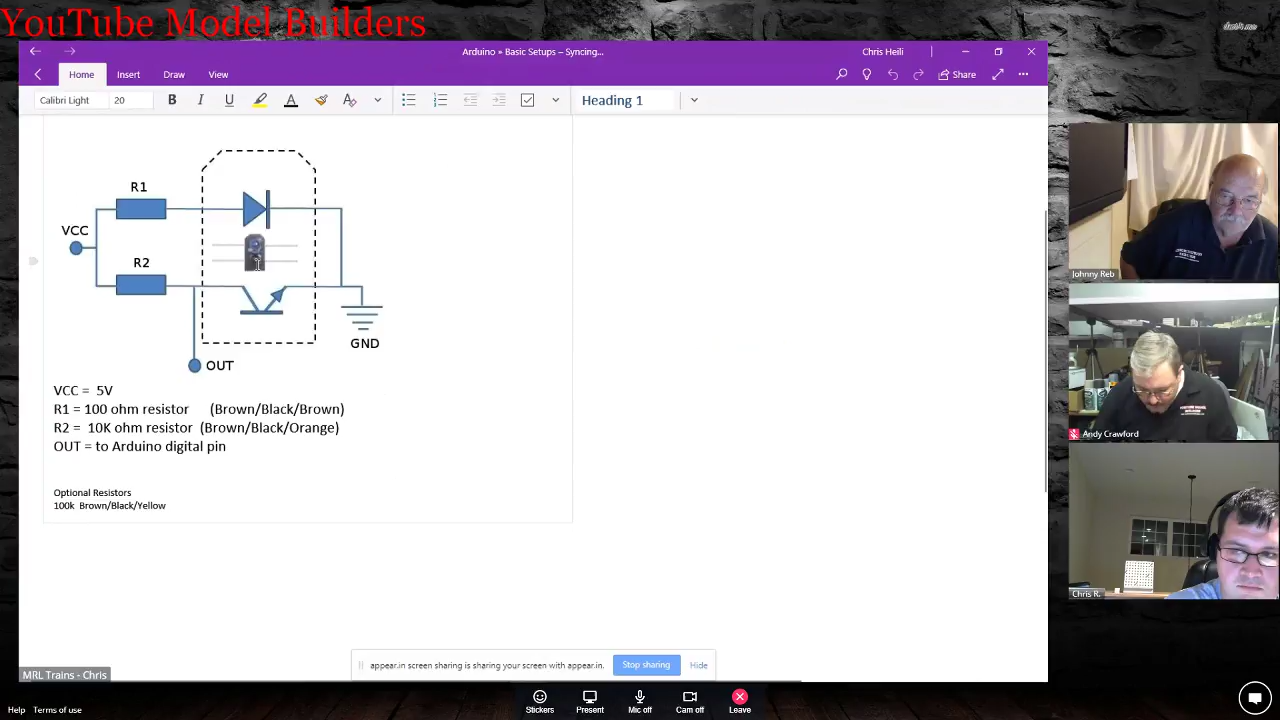 YouTube Model Builders
Arduino » Basic Setups – Syncing...
Chris Heili
Home
Insert
Draw
View
Share
Calibri Light
20
B
I
U
A
Heading 1
R1
VCC
R2
GND
OUT
VCC = 5V
R1 = 100 ohm resistor (Brown/Black/Brown)
R2 = 10K ohm resistor (Brown/Black/Orange)
OUT = to Arduino digital pin
Optional Resistors
100k Brown/Black/Yellow
appear.in screen sharing is sharing your screen with appear.in.
Stop sharing
Hide
MRL Trains - Chris
Johnny Reb
Andy Crawford
Chris R.
Help
Terms of use
Stickers
Present
Mic off
Cam off
Leave